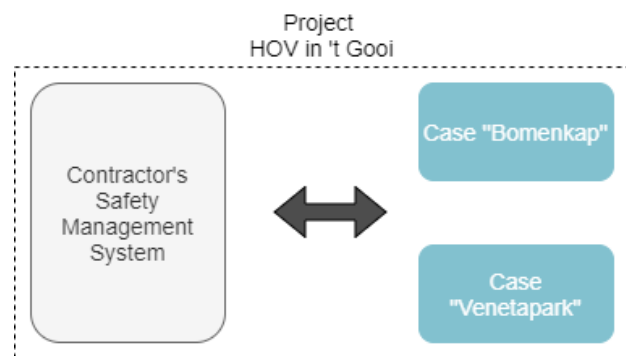 Project
HOV in 't Gooi
Contractor's
Safety
Management
System
Case "Bomenkap"
Case
"Venetapark"